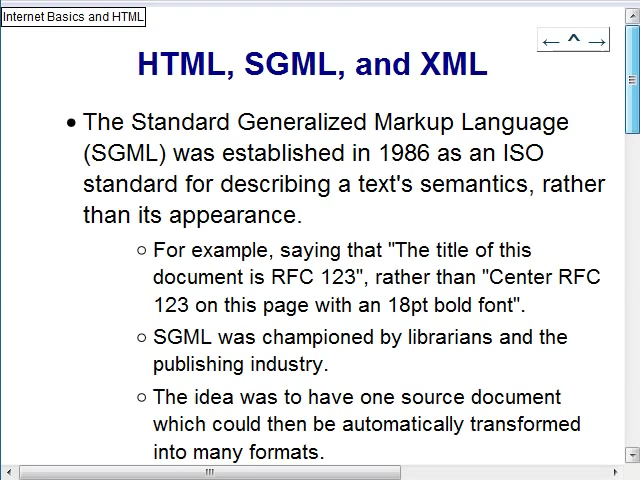 Internet Basics and HTML
← ^ →
HTML, SGML, and XML
• The Standard Generalized Markup Language
(SGML) was established in 1986 as an ISO
standard for describing a text's semantics, rather
than its appearance.
○ For example, saying that "The title of this
document is RFC 123", rather than "Center RFC
123 on this page with an 18pt bold font".
○ SGML was championed by librarians and the
publishing industry.
○ The idea was to have one source document
which could then be automatically transformed
into many formats.